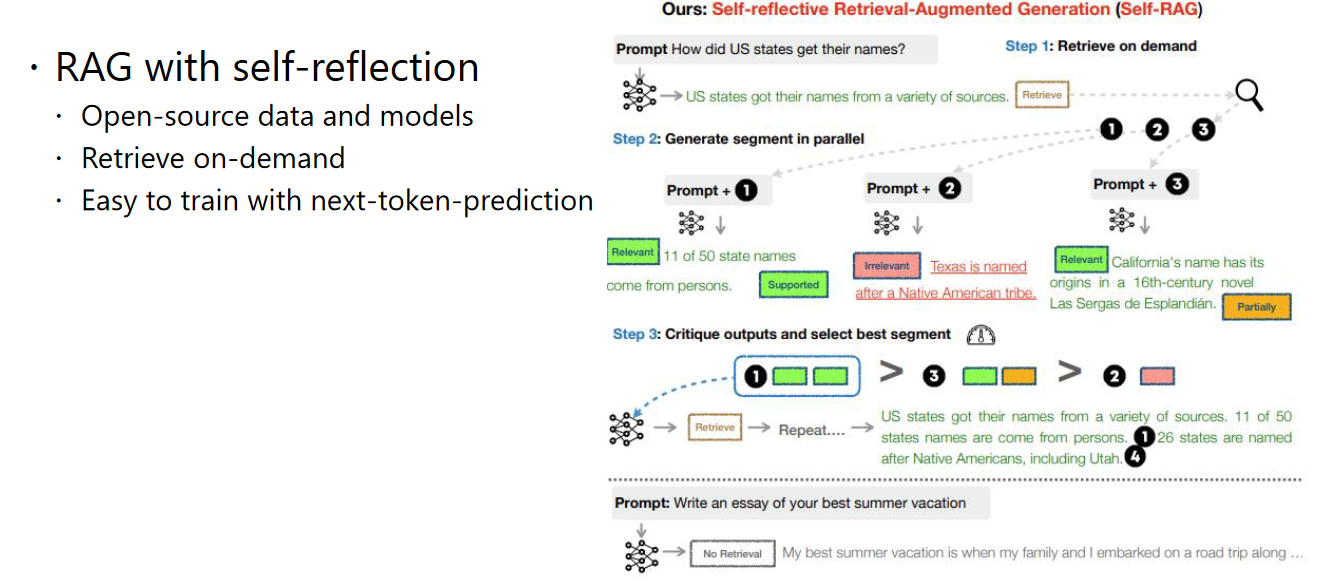 · RAG with self-reflection
· Open-source data and models
· Retrieve on-demand
· Easy to train with next-token-prediction
Ours: Self-reflective Retrieval-Augmented Generation (Self-RAG)
Prompt How did US states get their names?
Step 1: Retrieve on demand
US states got their names from a variety of sources. Retrieve
Step 2: Generate segment in parallel
1 2 3
Prompt + 1
Relevant 11 of 50 state names
come from persons. Supported
Prompt + 2
Irrelevant Texas is named
after a Native American tribe.
Prompt + 3
Relevant California's name has its
origins in a 16th-century novel
Las Sergas de Esplandián. Partially
Step 3: Critique outputs and select best segment
1 > 3 > 2
Retrieve Repeat....
US states got their names from a variety of sources. 11 of 50
states names are come from persons. 1 26 states are named
after Native Americans, including Utah. 4
Prompt: Write an essay of your best summer vacation
No Retrieval My best summer vacation is when my family and I embarked on a road trip along ...